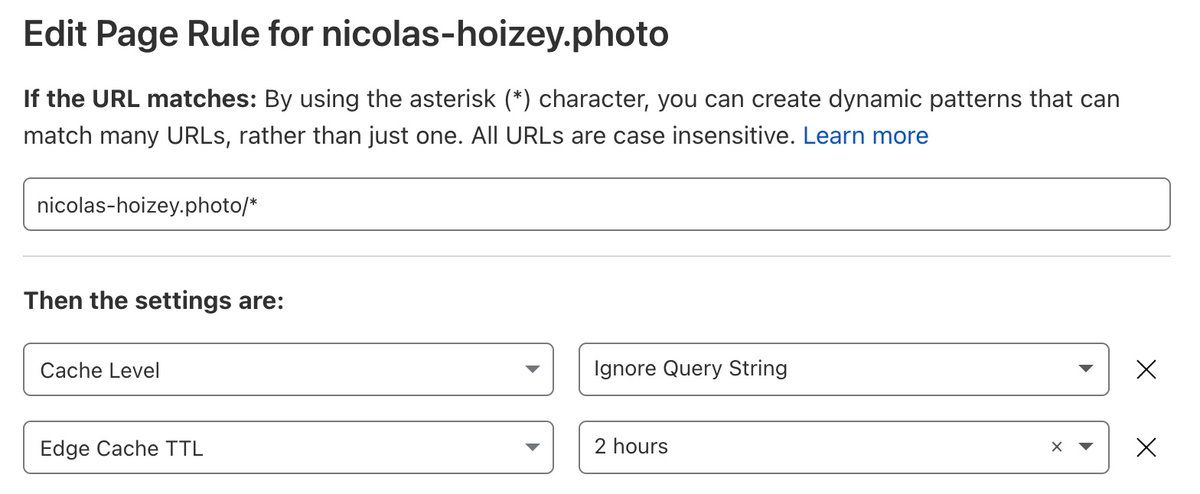 Edit Page Rule for nicolas-hoizey.photo
If the URL matches: By using the asterisk (*) character, you can create dynamic patterns that can
match many URLs, rather than just one. All URLs are case insensitive. Learn more
nicolas-hoizey.photo/*
Then the settings are:
Cache Level Ignore Query String
Edge Cache TTL 2 hours